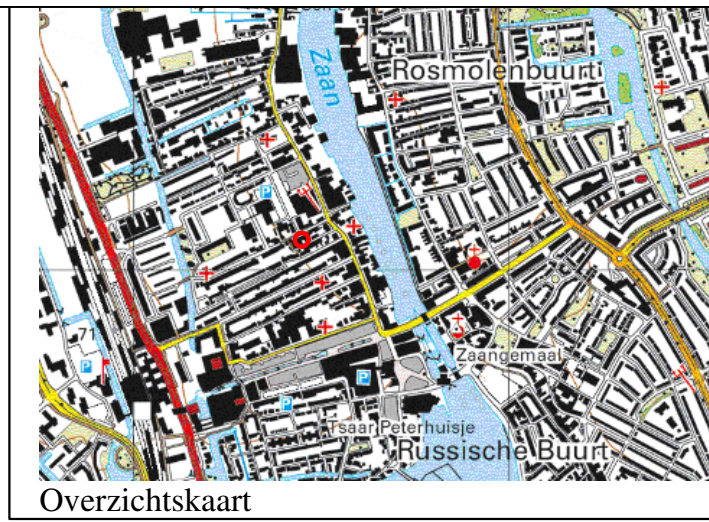 Zaan
Rosmolenbuurt
P
71
Zaangemaal
P
P
P
Tsaar Peterhuisje
Russische Buurt
Overzichtskaart